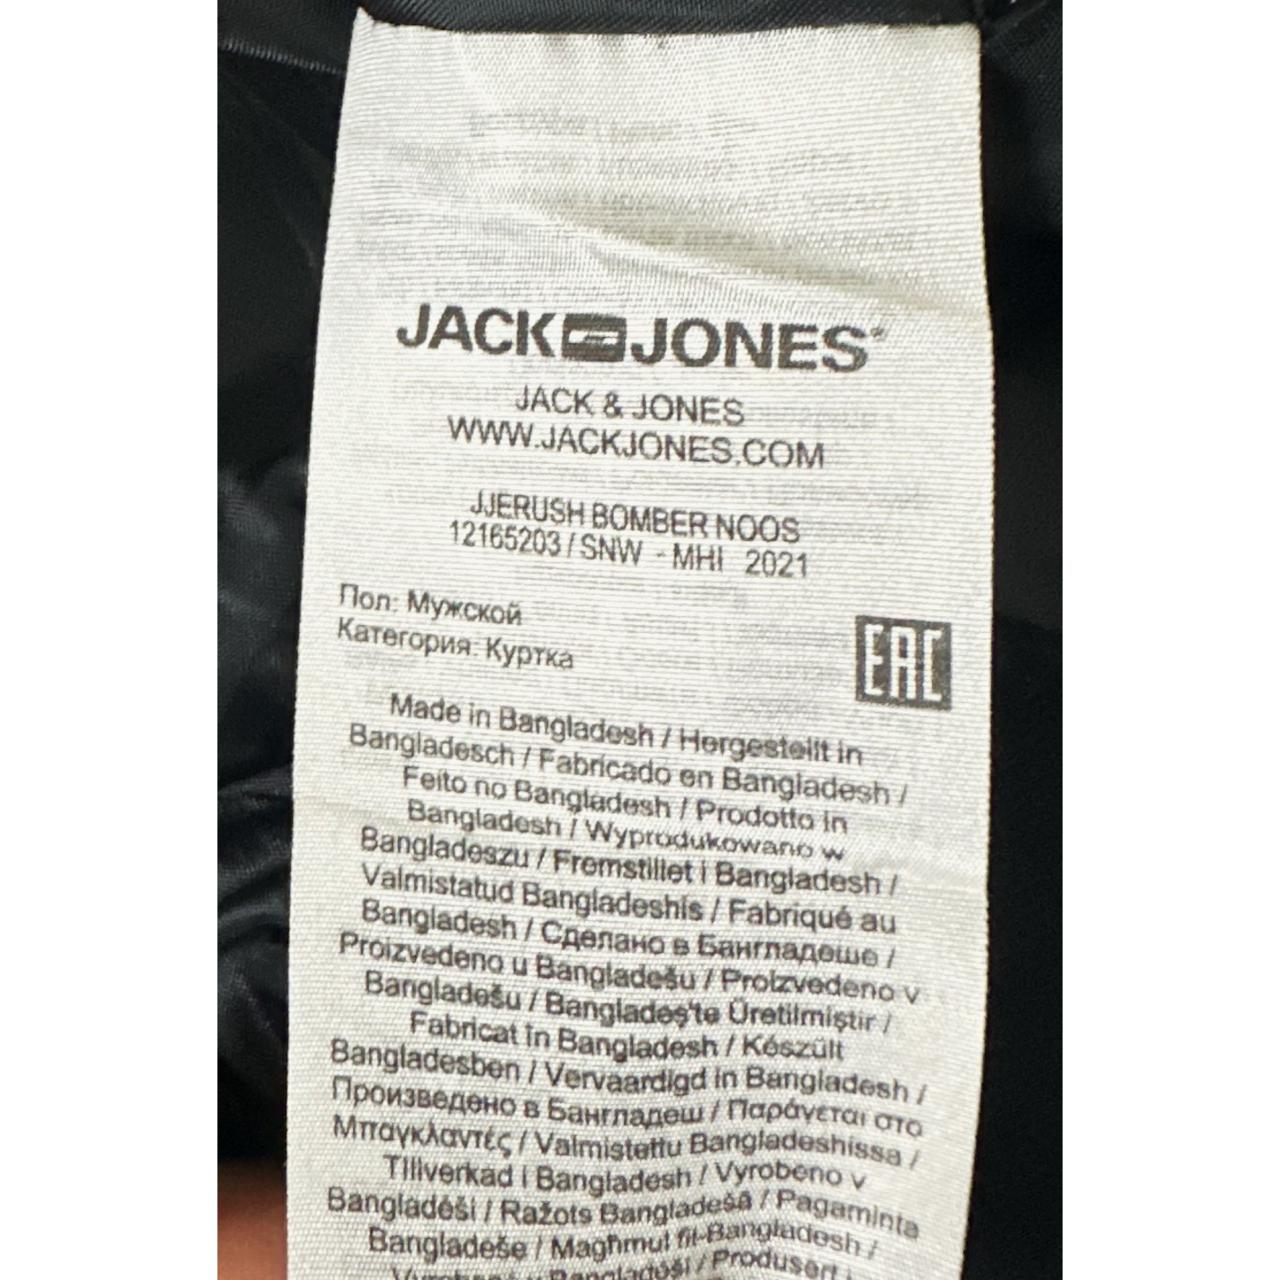 JACK JONES®
JACK & JONES
WWW.JACKJONES.COM
JJERUSH BOMBER NOOS
12165203 / SNW - MHI 2021
Пол: Мужской
Категория: Куртка
EAC
Made in Bangladesh / Hergestellt in
Bangladesch / Fabricado en Bangladesh /
Feito no Bangladesh / Prodotto in
Bangladesh / Wyprodukowano w
Bangladeszu / Fremstillet i Bangladesh /
Valmistatud Bangladeshis / Fabriqué au
Bangladesh / Сделано в Бангладеше /
Proizvedeno u Bangladešu / Proizvedeno v
Bangladešu / Bangladeş'te Üretilmiştir /
Fabricat în Bangladesh / Készült
Bangladesben / Vervaardigd in Bangladesh /
Произведено в Бангладеш / Παράγεται στο
Μπαγκλαντές / Valmistettu Bangladeshissa /
Tillverkad i Bangladesh / Vyrobeno v
Bangladéši / Ražots Bangladešā / Pagaminta
Bangladeše / Magħmul fil-Bangladesh /
Bangladéši / Produsert i